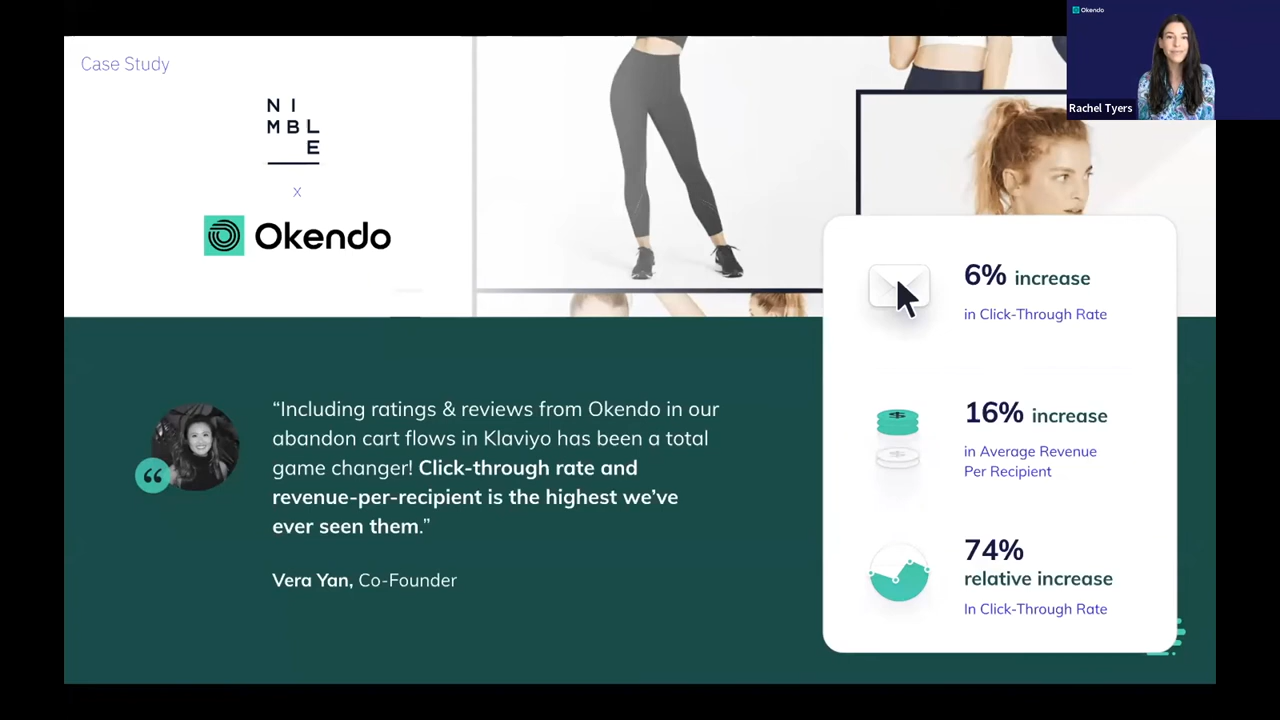 Case Study
NI
MBL
E
x
Okendo
Okendo
Rachel Tyers
6% increase
in Click-Through Rate
16% increase
in Average Revenue
Per Recipient
74%
relative increase
In Click-Through Rate
“Including ratings & reviews from Okendo in our
abandon cart flows in Klaviyo has been a total
game changer! Click-through rate and
revenue-per-recipient is the highest we’ve
ever seen them.”
Vera Yan, Co-Founder